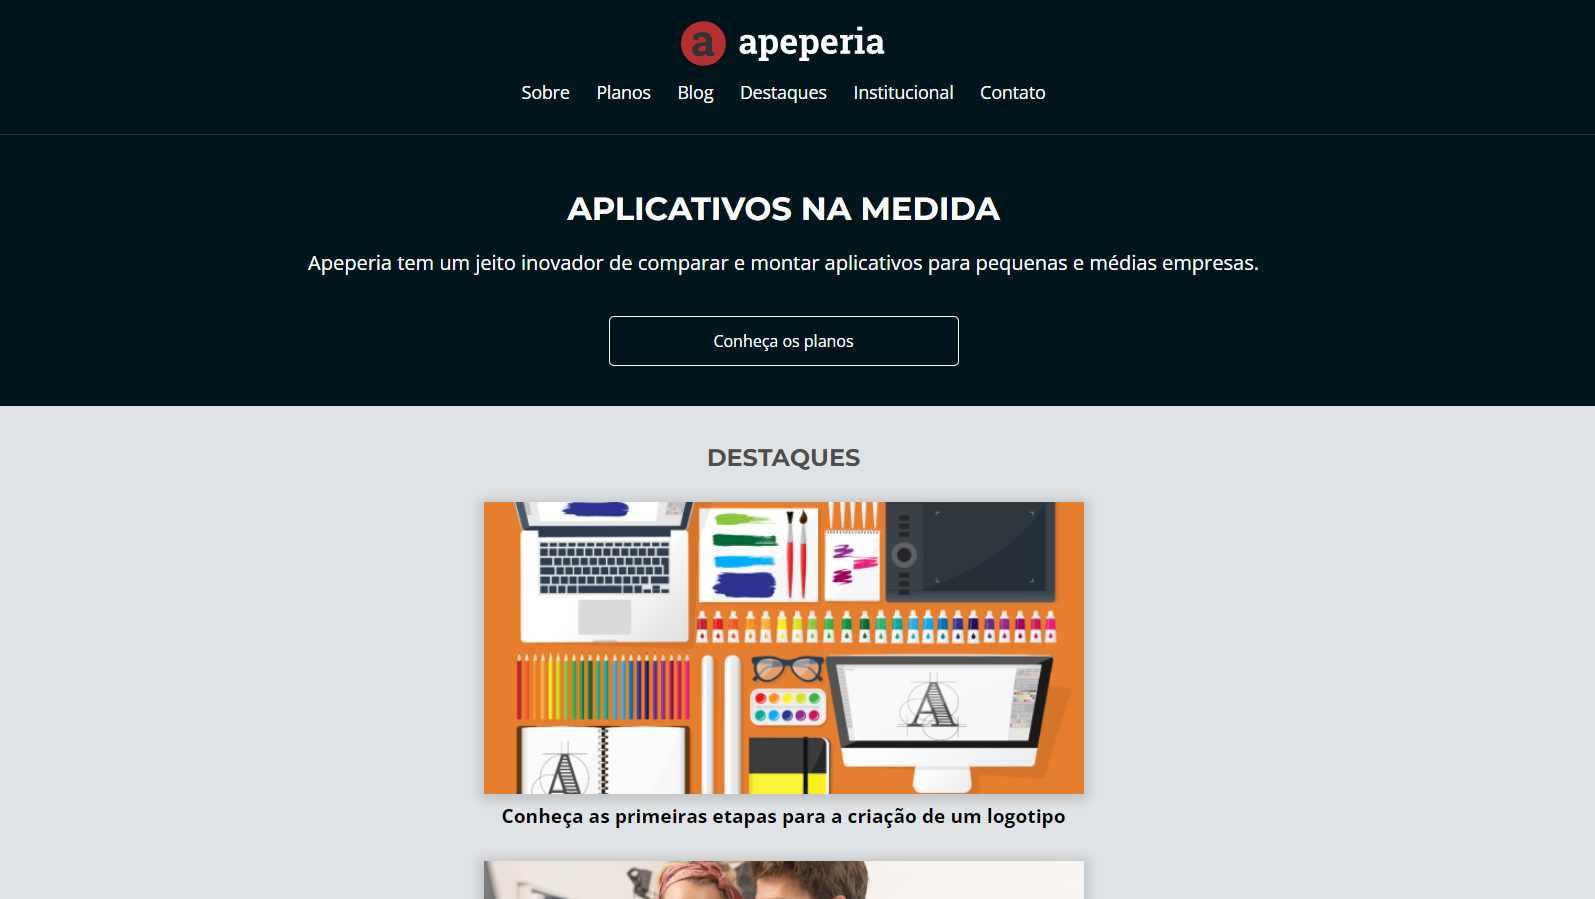 a apeperia
Sobre Planos Blog Destaques Institucional Contato
APLICATIVOS NA MEDIDA
Apeperia tem um jeito inovador de comparar e montar aplicativos para pequenas e médias empresas.
Conheça os planos
DESTAQUES
A
A
Conheça as primeiras etapas para a criação de um logotipo